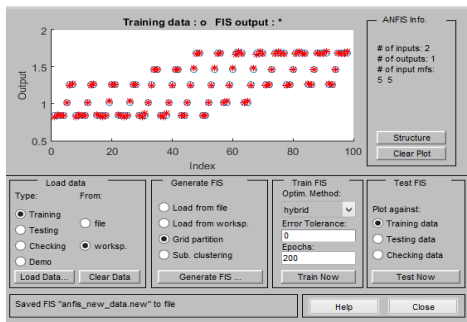 Training data : o   FIS output : *
2
1.5
1
0.5
Output
0
20
40
60
80
100
Index
ANFIS Info.
# of inputs: 2
# of outputs: 1
# of input mfs:
5 5
Structure
Clear Plot
Load data
Type:
From:
Training
Testing
Checking
Demo
file
worksp.
Load Data...
Clear Data
Generate FIS
Load from file
Load from worksp.
Grid partition
Sub. clustering
Generate FIS ...
Train FIS
Optim. Method:
hybrid
Error Tolerance:
0
Epochs:
200
Train Now
Test FIS
Plot against:
Training data
Testing data
Checking data
Test Now
Saved FIS "anfis_new_data.new" to file
Help
Close